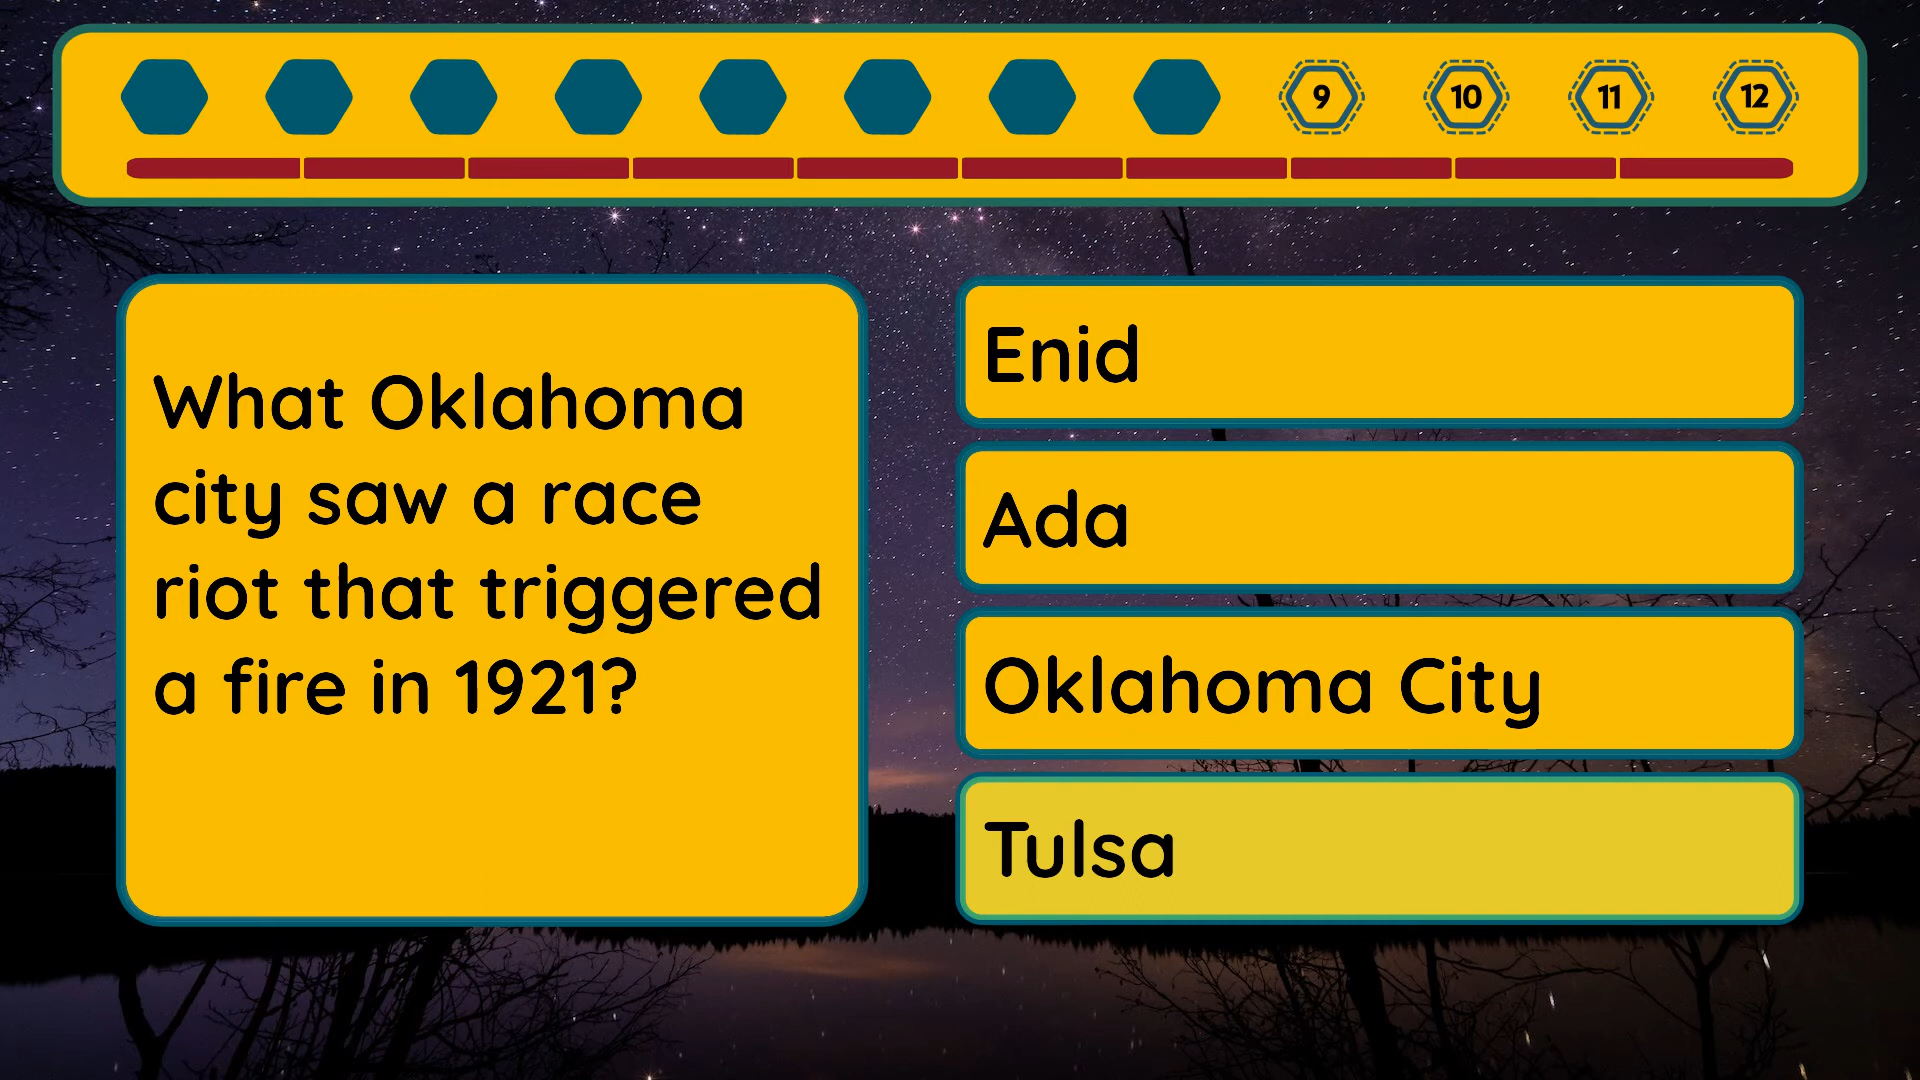 9 10 11 12
What Oklahoma
city saw a race
riot that triggered
a fire in 1921?
Enid
Ada
Oklahoma City
Tulsa